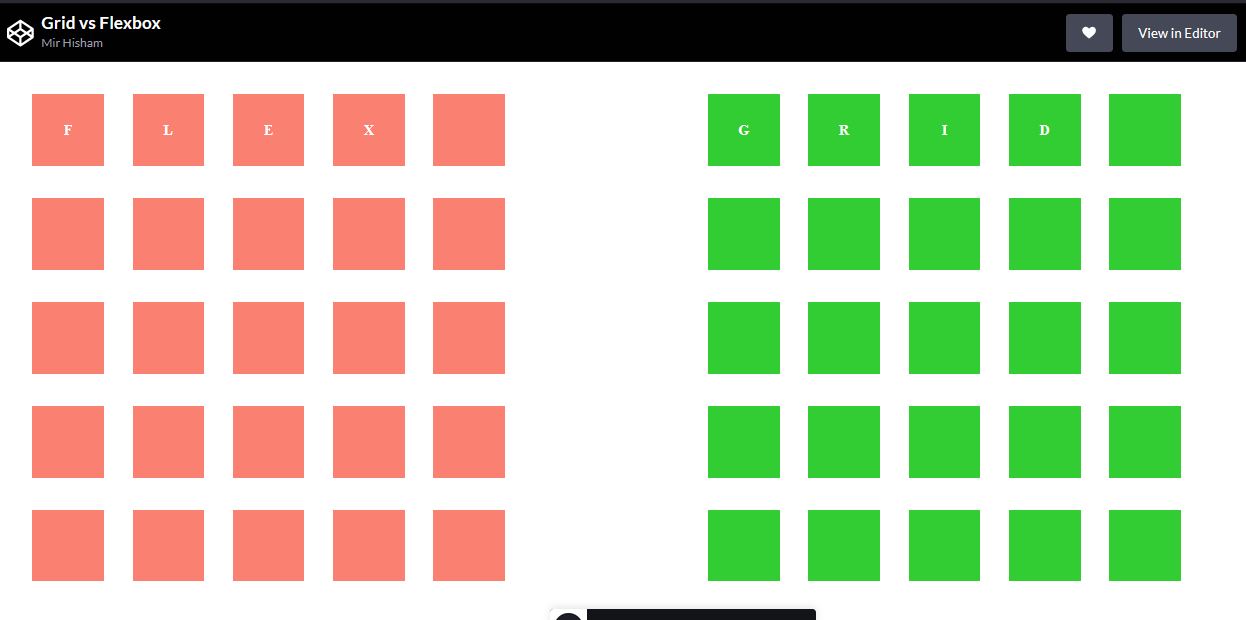 Grid vs Flexbox
Mir Hisham
View in Editor
F L E X
G R I D